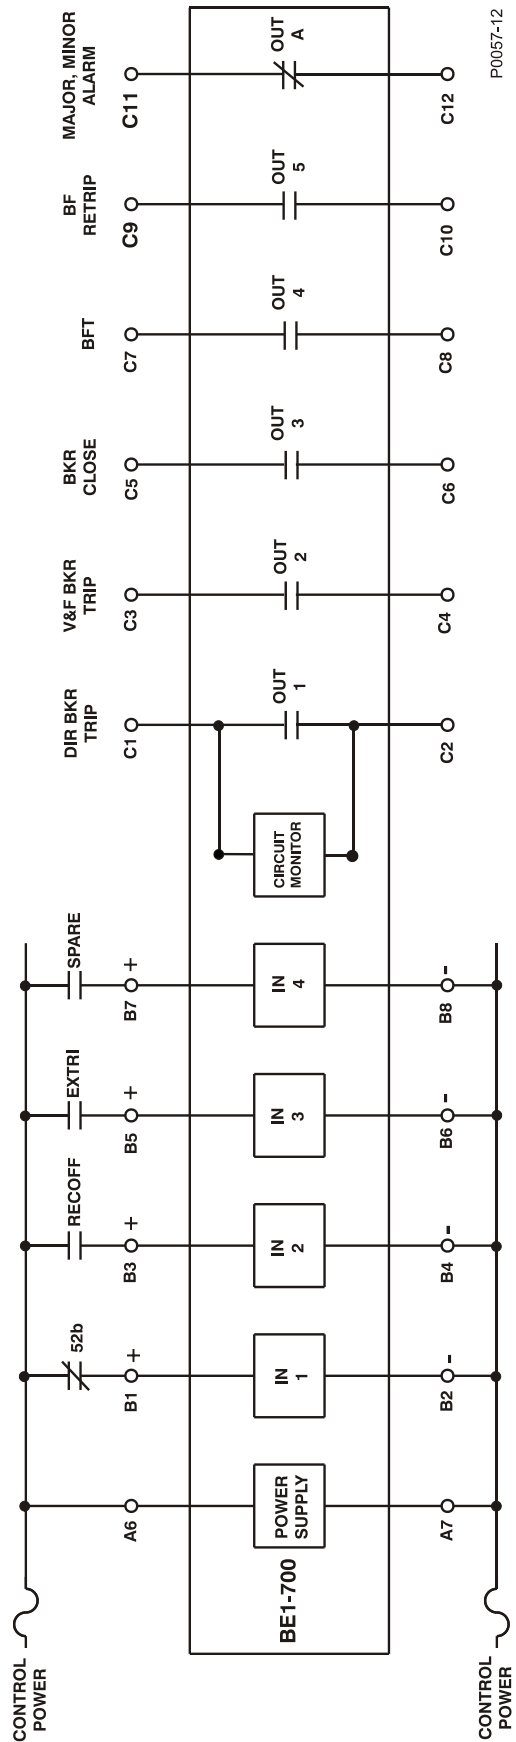 CONTROL
POWER
A6
POWER
SUPPLY
A7
CONTROL
POWER
BE1-700
52b
B1
+
IN
1
B2
-
RECOFF
B3
+
IN
2
B4
-
EXTRI
B5
+
IN
3
B6
-
SPARE
B7
+
IN
4
B8
-
CIRCUIT
MONITOR
DIR BKR
TRIP
C1
OUT
1
C2
V&F BKR
TRIP
C3
OUT
2
C4
BKR
CLOSE
C5
OUT
3
C6
BFT
C7
OUT
4
C8
BF
RETRIP
C9
OUT
5
C10
MAJOR, MINOR
ALARM
C11
OUT
A
C12
P0057-12